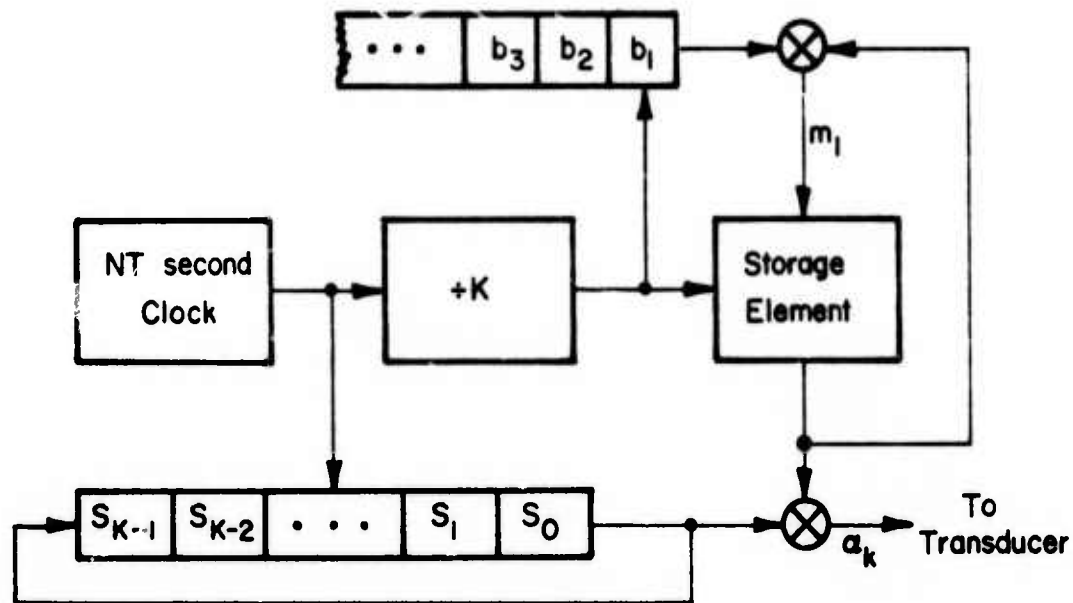 • • • b3 b2 b1
m1
NT second
Clock
÷K
Storage
Element
SK-1 SK-2 • • • S1 S0
αk
To
Transducer